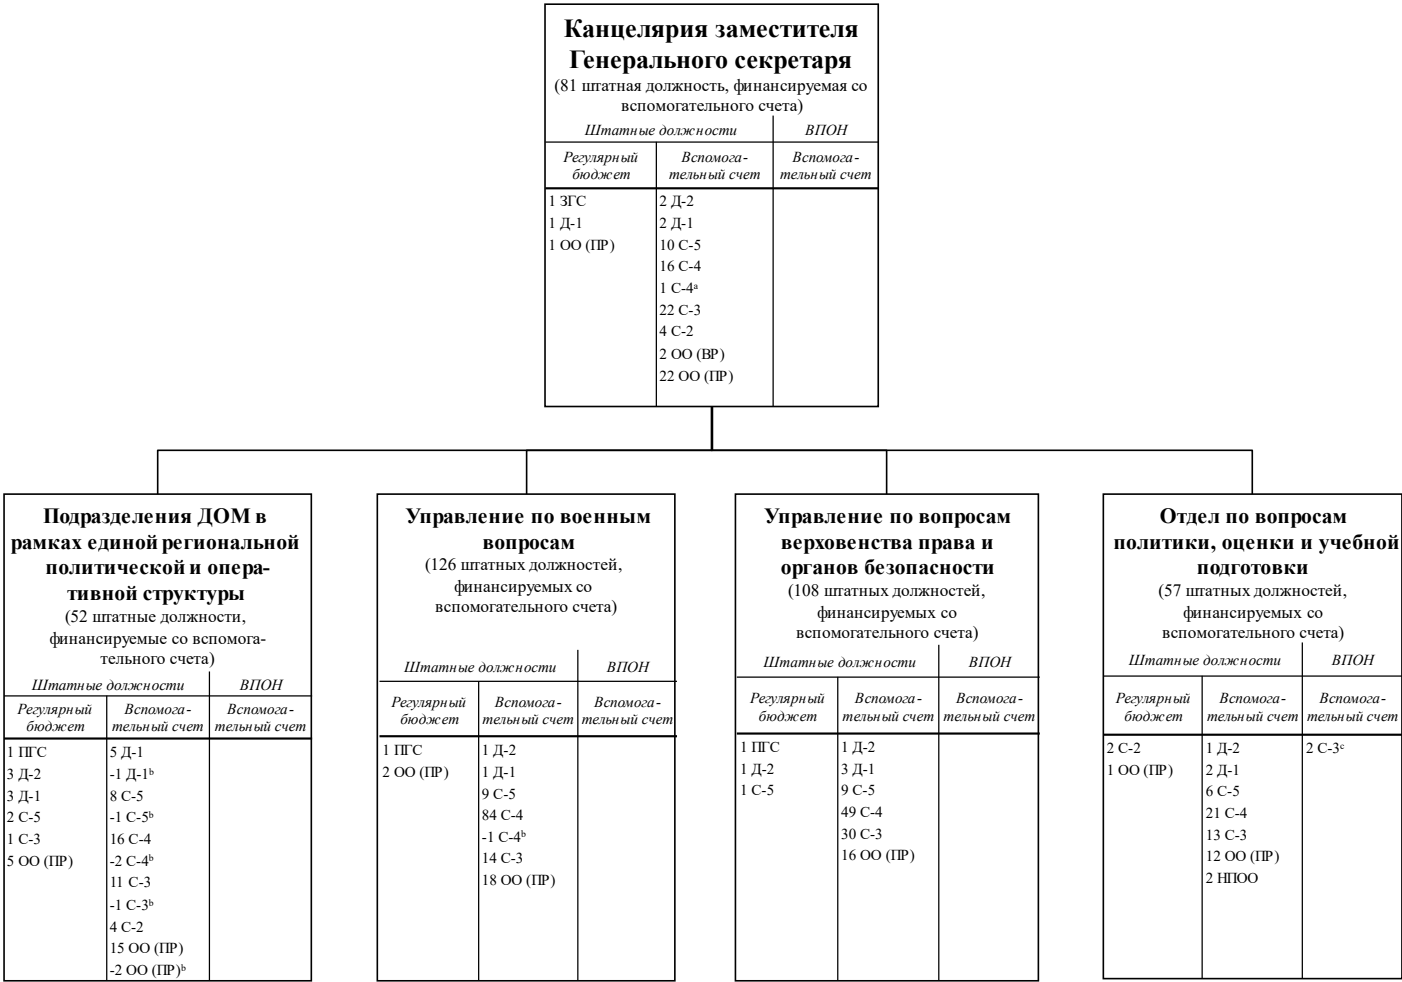 Канцелярия заместителя
Генерального секретаря
(81 штатная должность, финансируемая со
вспомогательного счета)
Штатные должности
ВПОН
Регулярный
бюджет
Вспомога-
тельный счет
Вспомога-
тельный счет
1 ЗГС
1 Д-1
1 ОО (ПР)
2 Д-2
2 Д-1
10 С-5
16 С-4
1 С-4ᵃ
22 С-3
4 С-2
2 ОО (ВР)
22 ОО (ПР)
Подразделения ДОМ в
рамках единой региональной
политической и опера-
тивной структуры
(52 штатные должности,
финансируемые со вспомога-
тельного счета)
Штатные должности
ВПОН
Регулярный
бюджет
Вспомога-
тельный счет
Вспомога-
тельный счет
1 ПГС
3 Д-2
3 Д-1
2 С-5
1 С-3
5 ОО (ПР)
5 Д-1
-1 Д-1ᵇ
8 С-5
-1 С-5ᵇ
16 С-4
-2 С-4ᵇ
11 С-3
-1 С-3ᵇ
4 С-2
15 ОО (ПР)
-2 ОО (ПР)ᵇ
Управление по военным
вопросам
(126 штатных должностей,
финансируемых со
вспомогательного счета)
Штатные должности
ВПОН
Регулярный
бюджет
Вспомога-
тельный счет
Вспомога-
тельный счет
1 ПГС
2 ОО (ПР)
1 Д-2
1 Д-1
9 С-5
84 С-4
-1 С-4ᵇ
14 С-3
18 ОО (ПР)
Управление по вопросам
верховенства права и
органов безопасности
(108 штатных должностей,
финансируемых со
вспомогательного счета)
Штатные должности
ВПОН
Регулярный
бюджет
Вспомога-
тельный счет
Вспомога-
тельный счет
1 ПГС
1 Д-2
1 С-5
1 Д-2
3 Д-1
9 С-5
49 С-4
30 С-3
16 ОО (ПР)
Отдел по вопросам
политики, оценки и учебной
подготовки
(57 штатных должностей,
финансируемых со
вспомогательного счета)
Штатные должности
ВПОН
Регулярный
бюджет
Вспомога-
тельный счет
Вспомога-
тельный счет
2 С-2
1 ОО (ПР)
1 Д-2
2 Д-1
6 С-5
21 С-4
13 С-3
12 ОО (ПР)
2 НПОО
2 С-3ᶜ